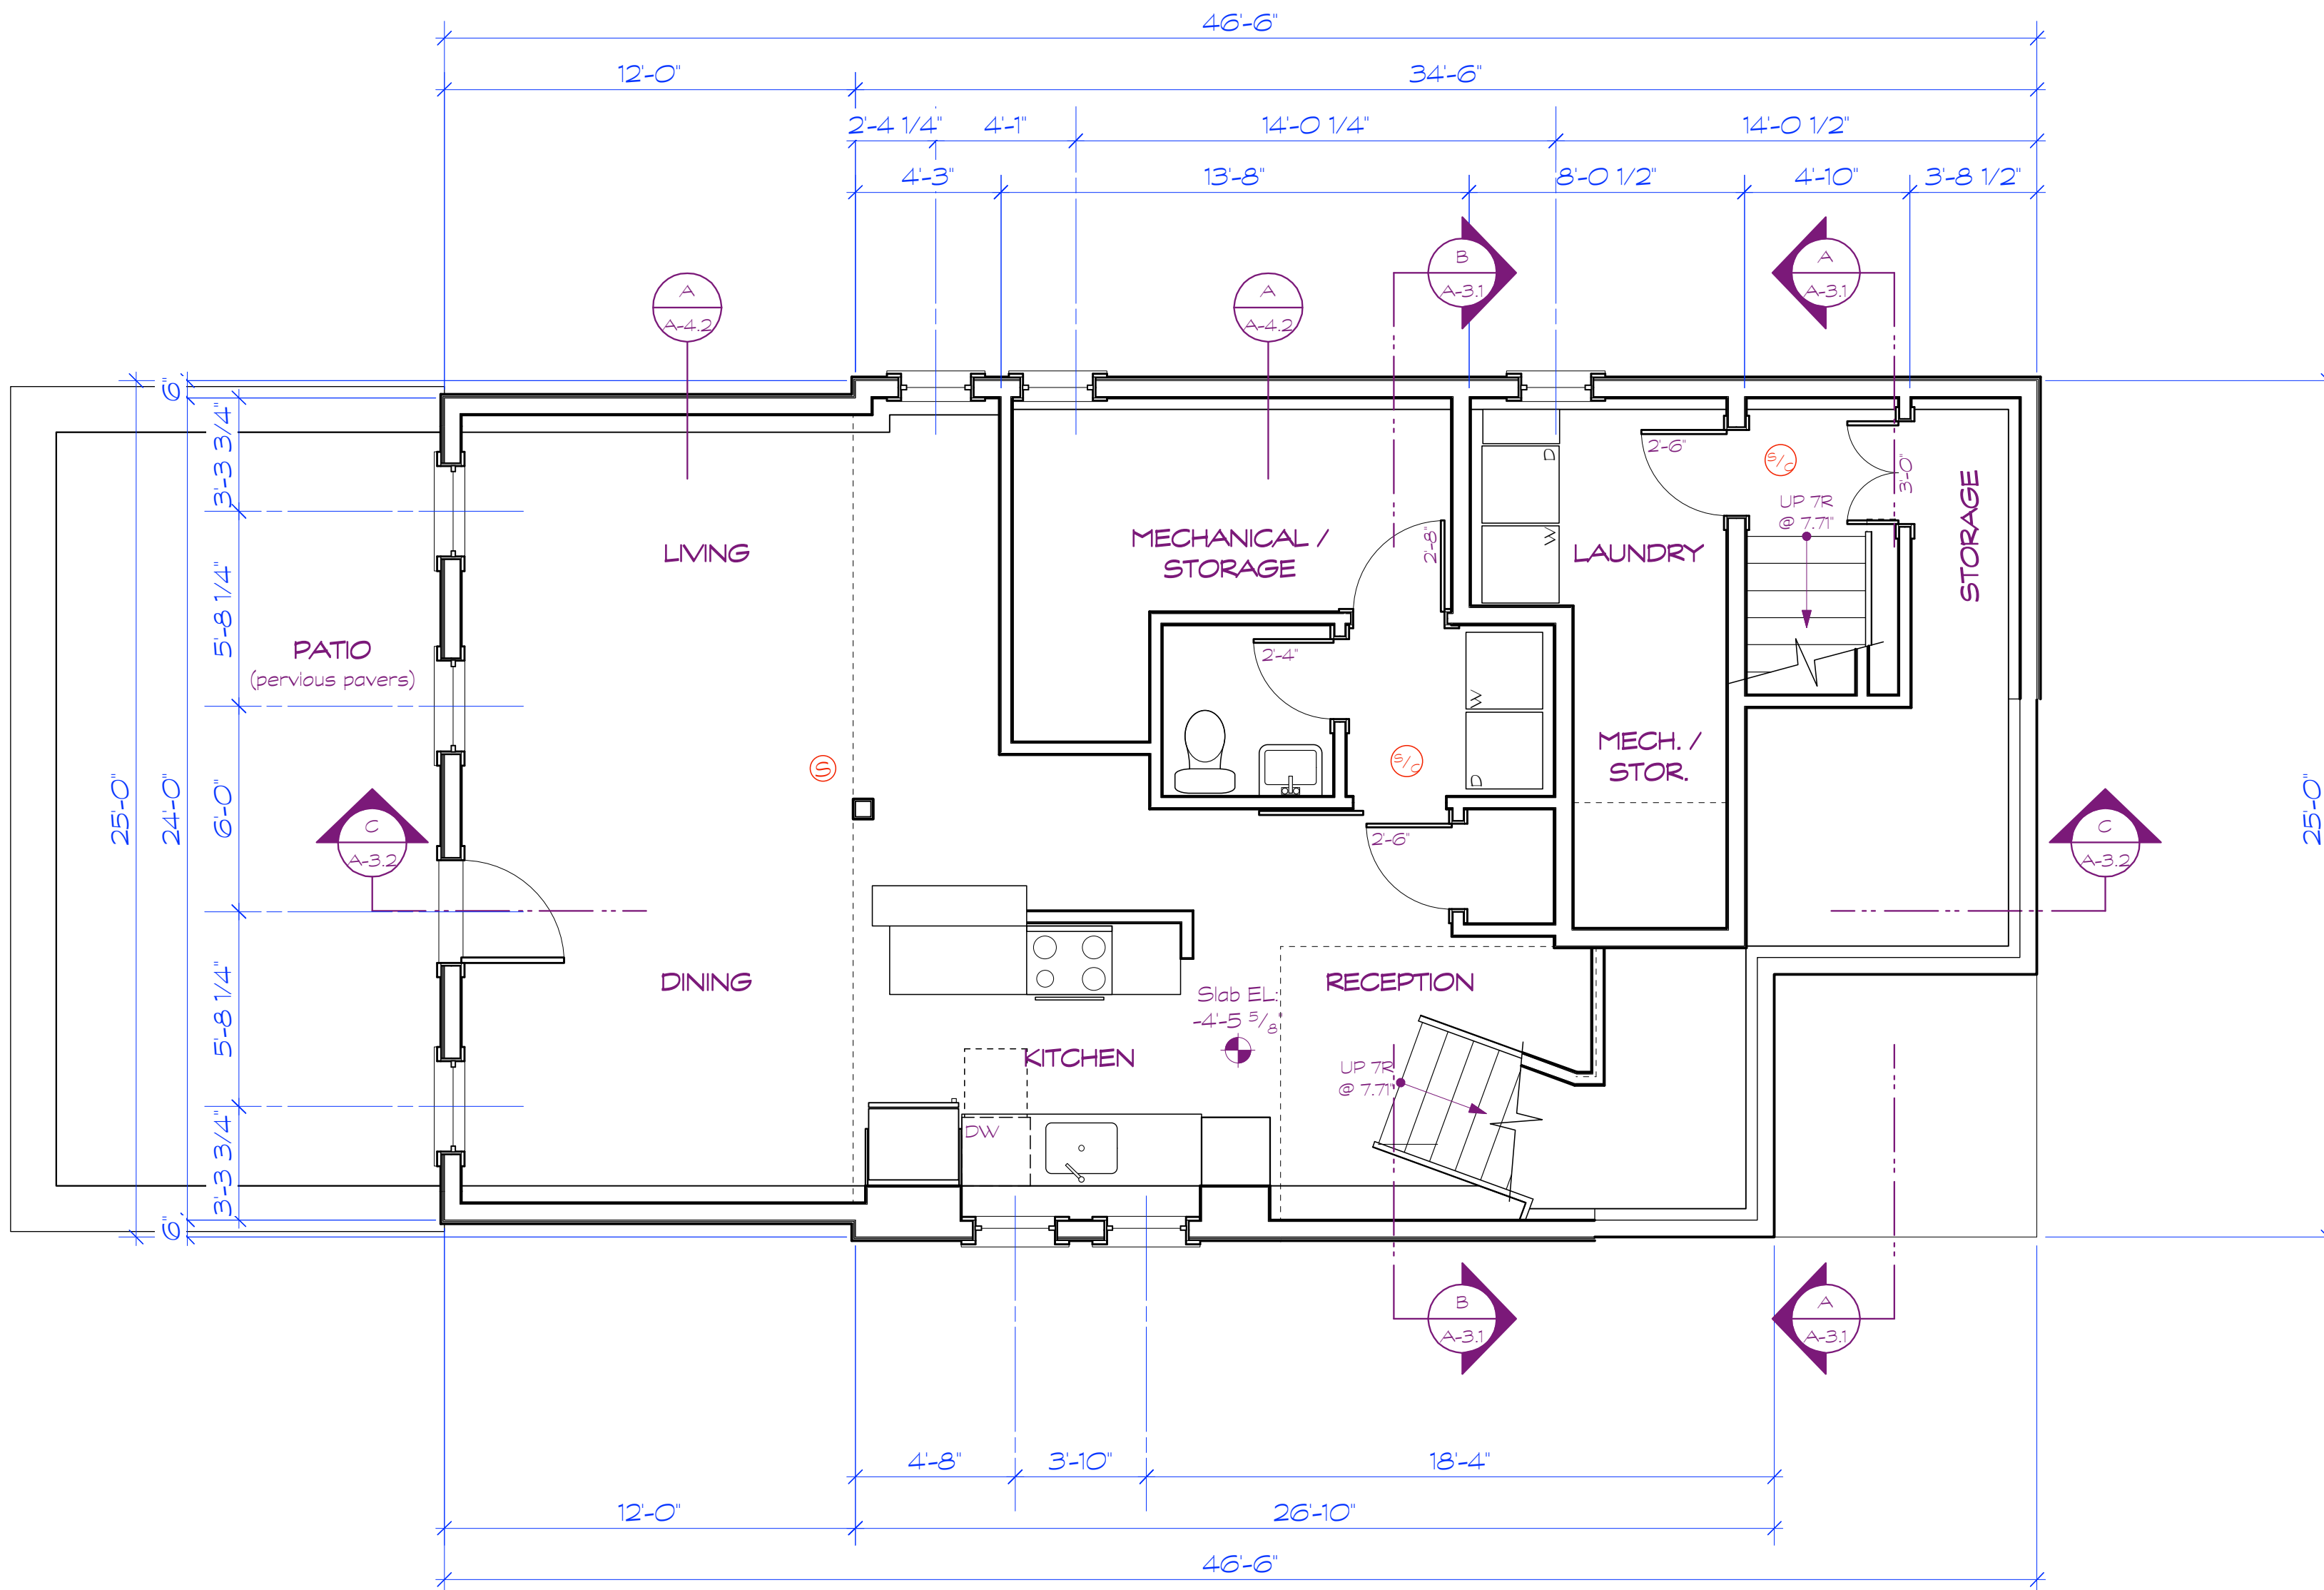 46'-6"
12'-0"
34'-6"
2'-4 1/4"
4'-1"
14'-0 1/4"
14'-0 1/2"
4'-3"
13'-8"
8'-0 1/2"
4'-10"
3'-8 1/2"
B
A-3.1
A
A-3.1
A
A-4.2
A
A-4.2
6"
3'-3 3/4"
5'-8 1/4"
6'-0"
5'-8 1/4"
3'-3 3/4"
6"
24'-0"
25'-0"
25'-0"
D
2'-6"
S/C
3'-0"
STORAGE
UP 7R
@ 7.71"
LIVING
MECHANICAL /
STORAGE
2'-8"
W
LAUNDRY
PATIO
(pervious pavers)
2'-4"
W
MECH. /
STOR.
S
S/C
D
C
A-3.2
C
A-3.2
2'-6"
DINING
Slab EL:
-4'-5 5/8"
RECEPTION
KITCHEN
UP 7R
@ 7.71"
DW
B
A-3.1
A
A-3.1
4'-8"
3'-10"
18'-4"
12'-0"
26'-10"
46'-6"